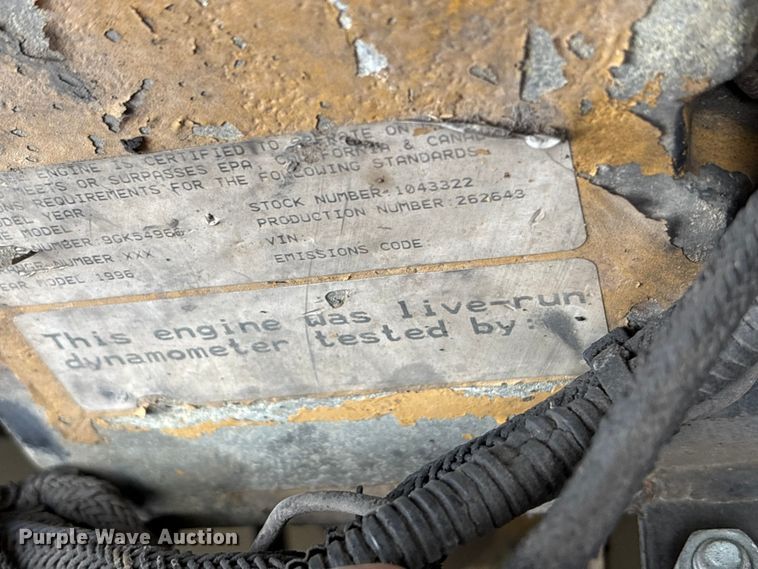 ENGINE IS CERTIFIED TO OPERATE ON
MEETS OR SURPASSES EPA, CALIFORNIA &
REQUIREMENTS FOR THE FOLLOWING STANDARDS.
MODEL YEAR
STOCK NUMBER: 1043322
MODEL
PRODUCTION NUMBER: 262643
NUMBER
VIN
NUMBER XXX
EMISSIONS CODE
YEAR MODEL 1996
This engine was live-run
dynamometer tested by:
Purple Wave Auction